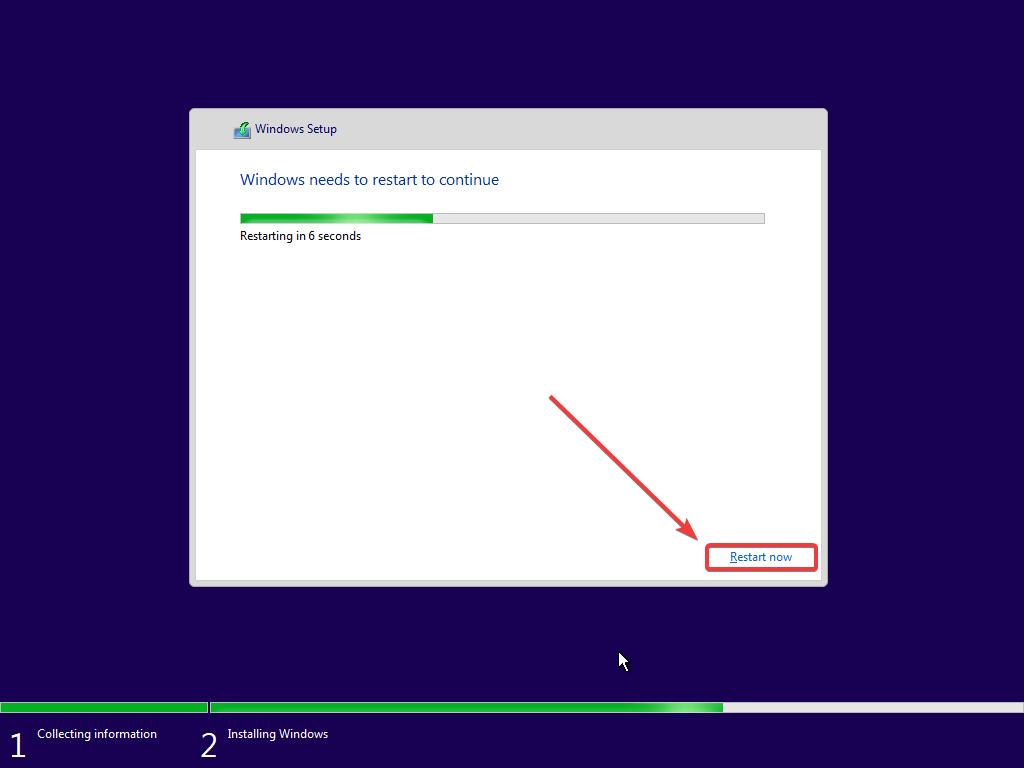 Windows Setup
Windows needs to restart to continue
Restarting in 6 seconds
Restart now
1 Collecting information
2 Installing Windows